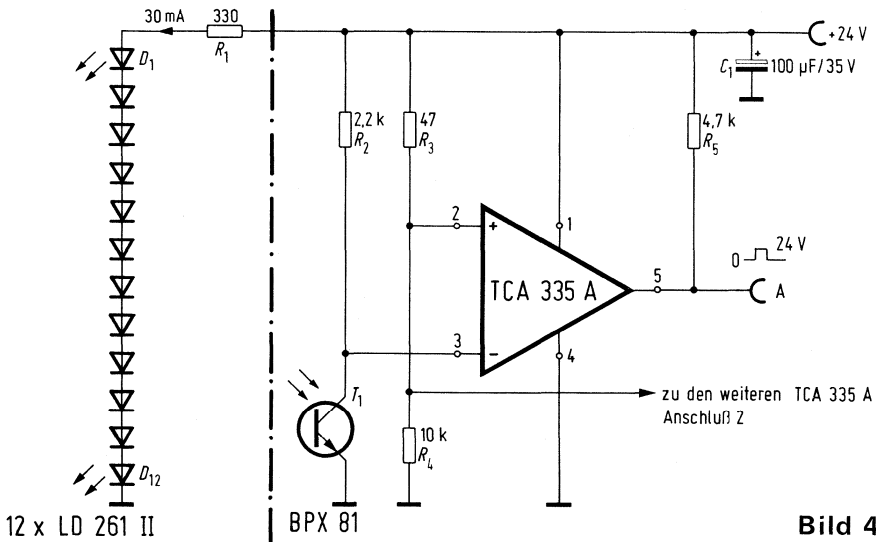 30 mA
330
R1
+24 V
D1
C1
+
100 µF/35 V
2,2 k
R2
47
R3
4,7 k
R5
2
+
1
TCA 335 A
5
0
24 V
A
3
–
4
T1
zu den weiteren TCA 335 A
Anschluß 2
10 k
R4
D12
12 x LD 261 II
BPX 81
Bild 4